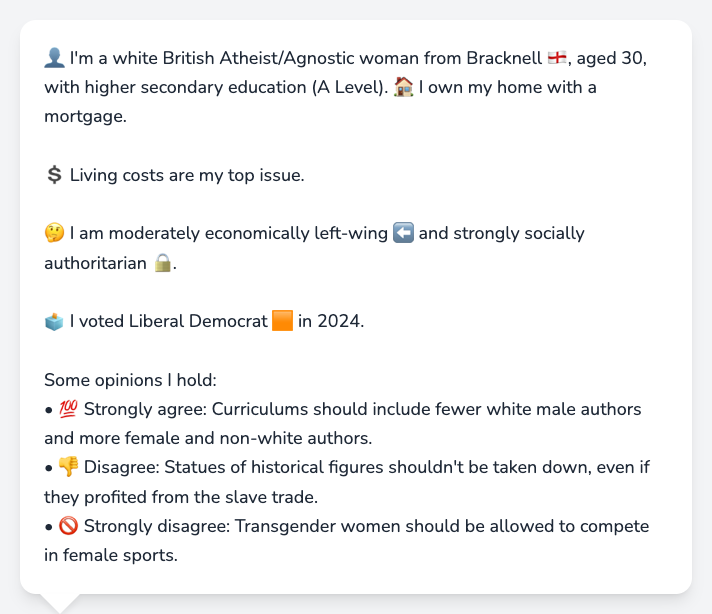 👤 I'm a white British Atheist/Agnostic woman from Bracknell 🏴󠁧󠁢󠁥󠁮󠁧󠁿, aged 30,
with higher secondary education (A Level). 🏠 I own my home with a
mortgage.
💲 Living costs are my top issue.
🤔 I am moderately economically left-wing ⬅️ and strongly socially
authoritarian 🔒.
🗳️ I voted Liberal Democrat 🟧 in 2024.
Some opinions I hold:
• 💯 Strongly agree: Curriculums should include fewer white male authors
and more female and non-white authors.
• 👎 Disagree: Statues of historical figures shouldn't be taken down, even if
they profited from the slave trade.
• 🚫 Strongly disagree: Transgender women should be allowed to compete
in female sports.